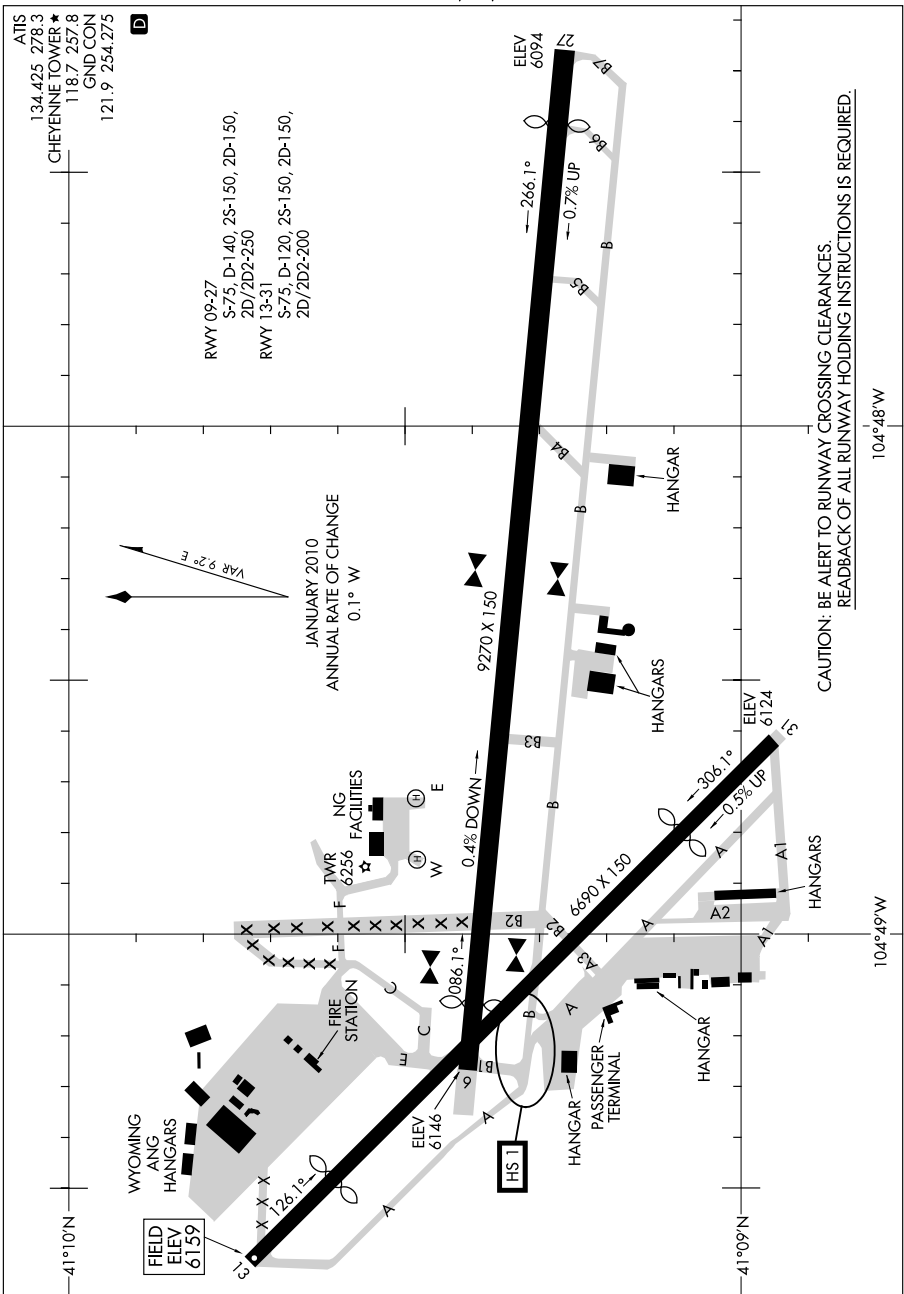 ATIS
134.425 278.3
CHEYENNE TOWER★
118.7 257.8
GND CON
121.9 254.275
D
RWY 09-27
S-75, D-140, 2S-150, 2D-150,
2D/2D2-250
RWY 13-31
S-75, D-120, 2S-150, 2D-150,
2D/2D2-200
VAR 9.2° E
JANUARY 2010
ANNUAL RATE OF CHANGE
0.1° W
41°10'N
FIELD
ELEV
6159
13
126.1°
WYOMING
ANG
HANGARS
X X X
FIRE
STATION
TWR
6256
NG
FACILITIES
H
W
H
E
F
F
X X X X X
X X X X X X X X X
C
C
E
ELEV
6146
9
086.1°
0.4% DOWN
9270 X 150
266.1°
0.7% UP
ELEV
6094
27
B1
B2
B2
B3
B4
B5
B6
B7
B
B
B
B
A
A
A
A
A
A1
A1
A2
A3
HS 1
HANGAR
PASSENGER
TERMINAL
HANGAR
HANGARS
HANGARS
HANGAR
6690 X 150
306.1°
0.5% UP
ELEV
6124
31
41°09'N
104°49'W
104°48'W
CAUTION: BE ALERT TO RUNWAY CROSSING CLEARANCES.
READBACK OF ALL RUNWAY HOLDING INSTRUCTIONS IS REQUIRED.